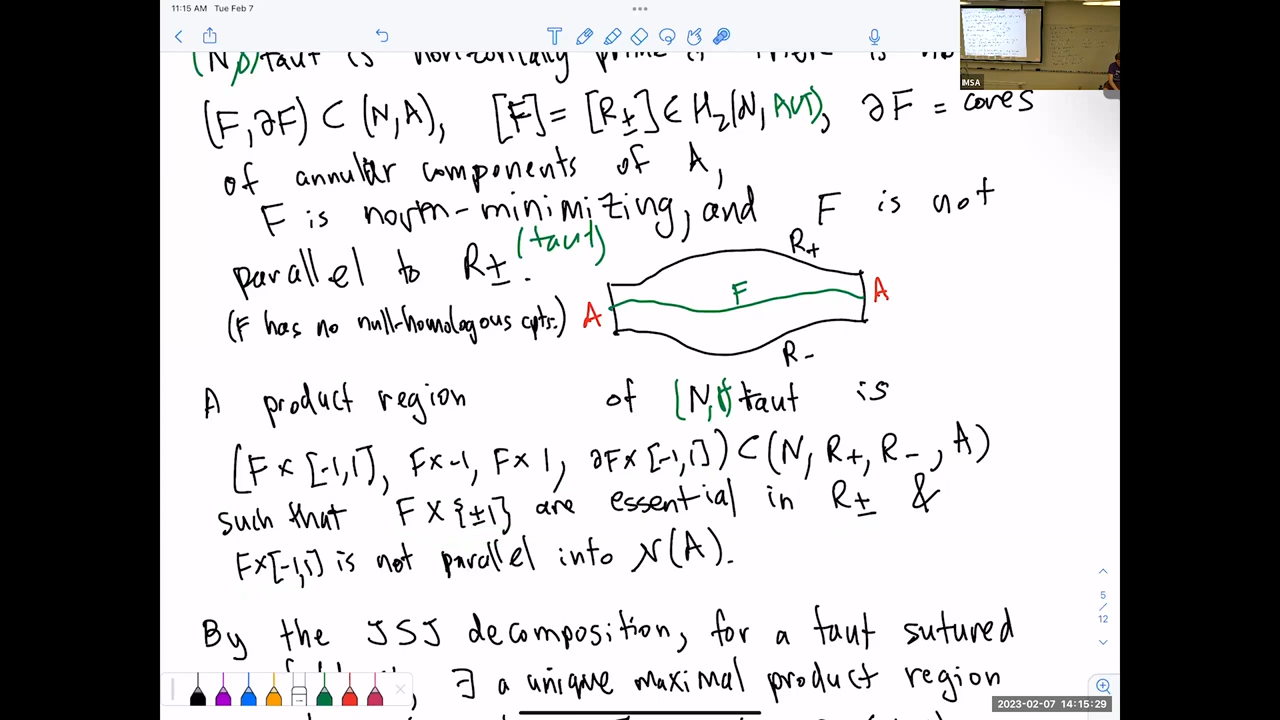 11:15 AM Tue Feb 7
(N,γ) taut is horizontally prime if there is no
(F, ∂F) ⊂ (N, A), [F] = [R±] ∈ H₂(N, A∪T), ∂F = cores
of annular components of A,
F is norm-minimizing, and F is not
(taut)
parallel to R±.
R+
F
A
A
(F has no null-homologous cpts.)
R-
A product region of (N,γ) taut is
(F × [-1,1], F×-1, F×1, ∂F×[-1,1]) ⊂ (N, R+, R-, A)
such that F × {±1} are essential in R± &
F×[-1,1] is not parallel into N(A).
By the JSJ decomposition, for a taut sutured
∃ a unique maximal product region
IMSA
5
/
12
2023-02-07 14:15:29